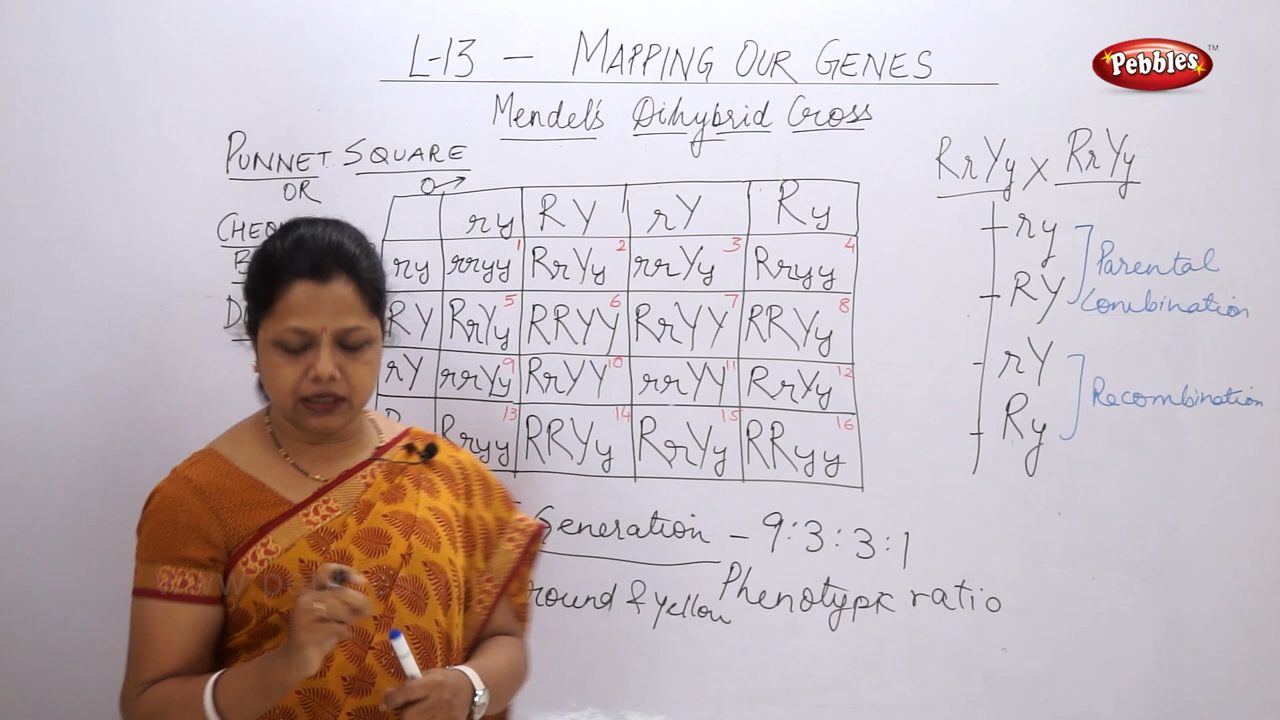 L-13 — MAPPING OUR GENES
Pebbles TM
Mendel's Dihybrid Cross
PUNNET SQUARE
OR
RrYy x RrYy
ry RY rY Ry
ry rryy 1 RrYy 2 rrYy 3 Rryy 4
RY RrYy 5 RRYY 6 RrYY 7 RRYy 8
rY rrYy 9 RrYY 10 rrYY 11 RrYy 12
Rryy 13 RRYy 14 RrYy 15 RRyy 16
ry
RY
Parental
Combination
rY
Ry
Recombination
Generation – 9:3:3:1
round & yellow Phenotypic ratio